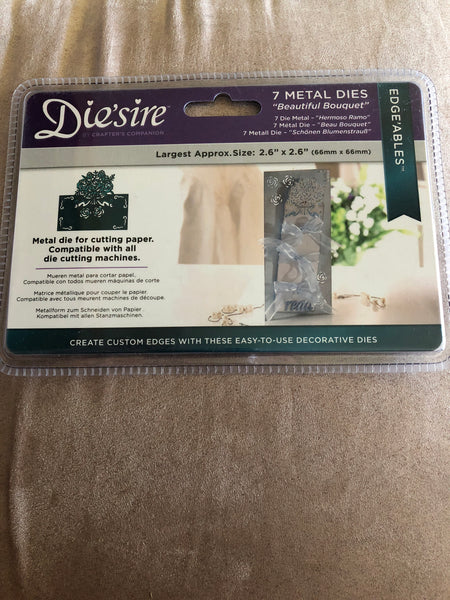 Die'sire™
BY CRAFTER'S COMPANION
7 METAL DIES
"Beautiful Bouquet"
7 Die Metal - "Hermoso Ramo"
7 Métal Die - "Beau Bouquet"
7 Metall Die - "Schönen Blumenstrauß"
EDGE'ABLES™
Largest Approx.Size: 2.6" x 2.6" (66mm x 66mm)
Metal die for cutting paper.
Compatible with all
die cutting machines.
Mueren metal para cortar papel.
Compatible con todos mueren máquinas de corte
Matrice métallique pour couper le papier.
Compatible avec tous meurent machines de découpe.
Metallform zum Schneiden von Papier.
Kompatibel mit allen Stanzmaschinen.
CREATE CUSTOM EDGES WITH THESE EASY-TO-USE DECORATIVE DIES